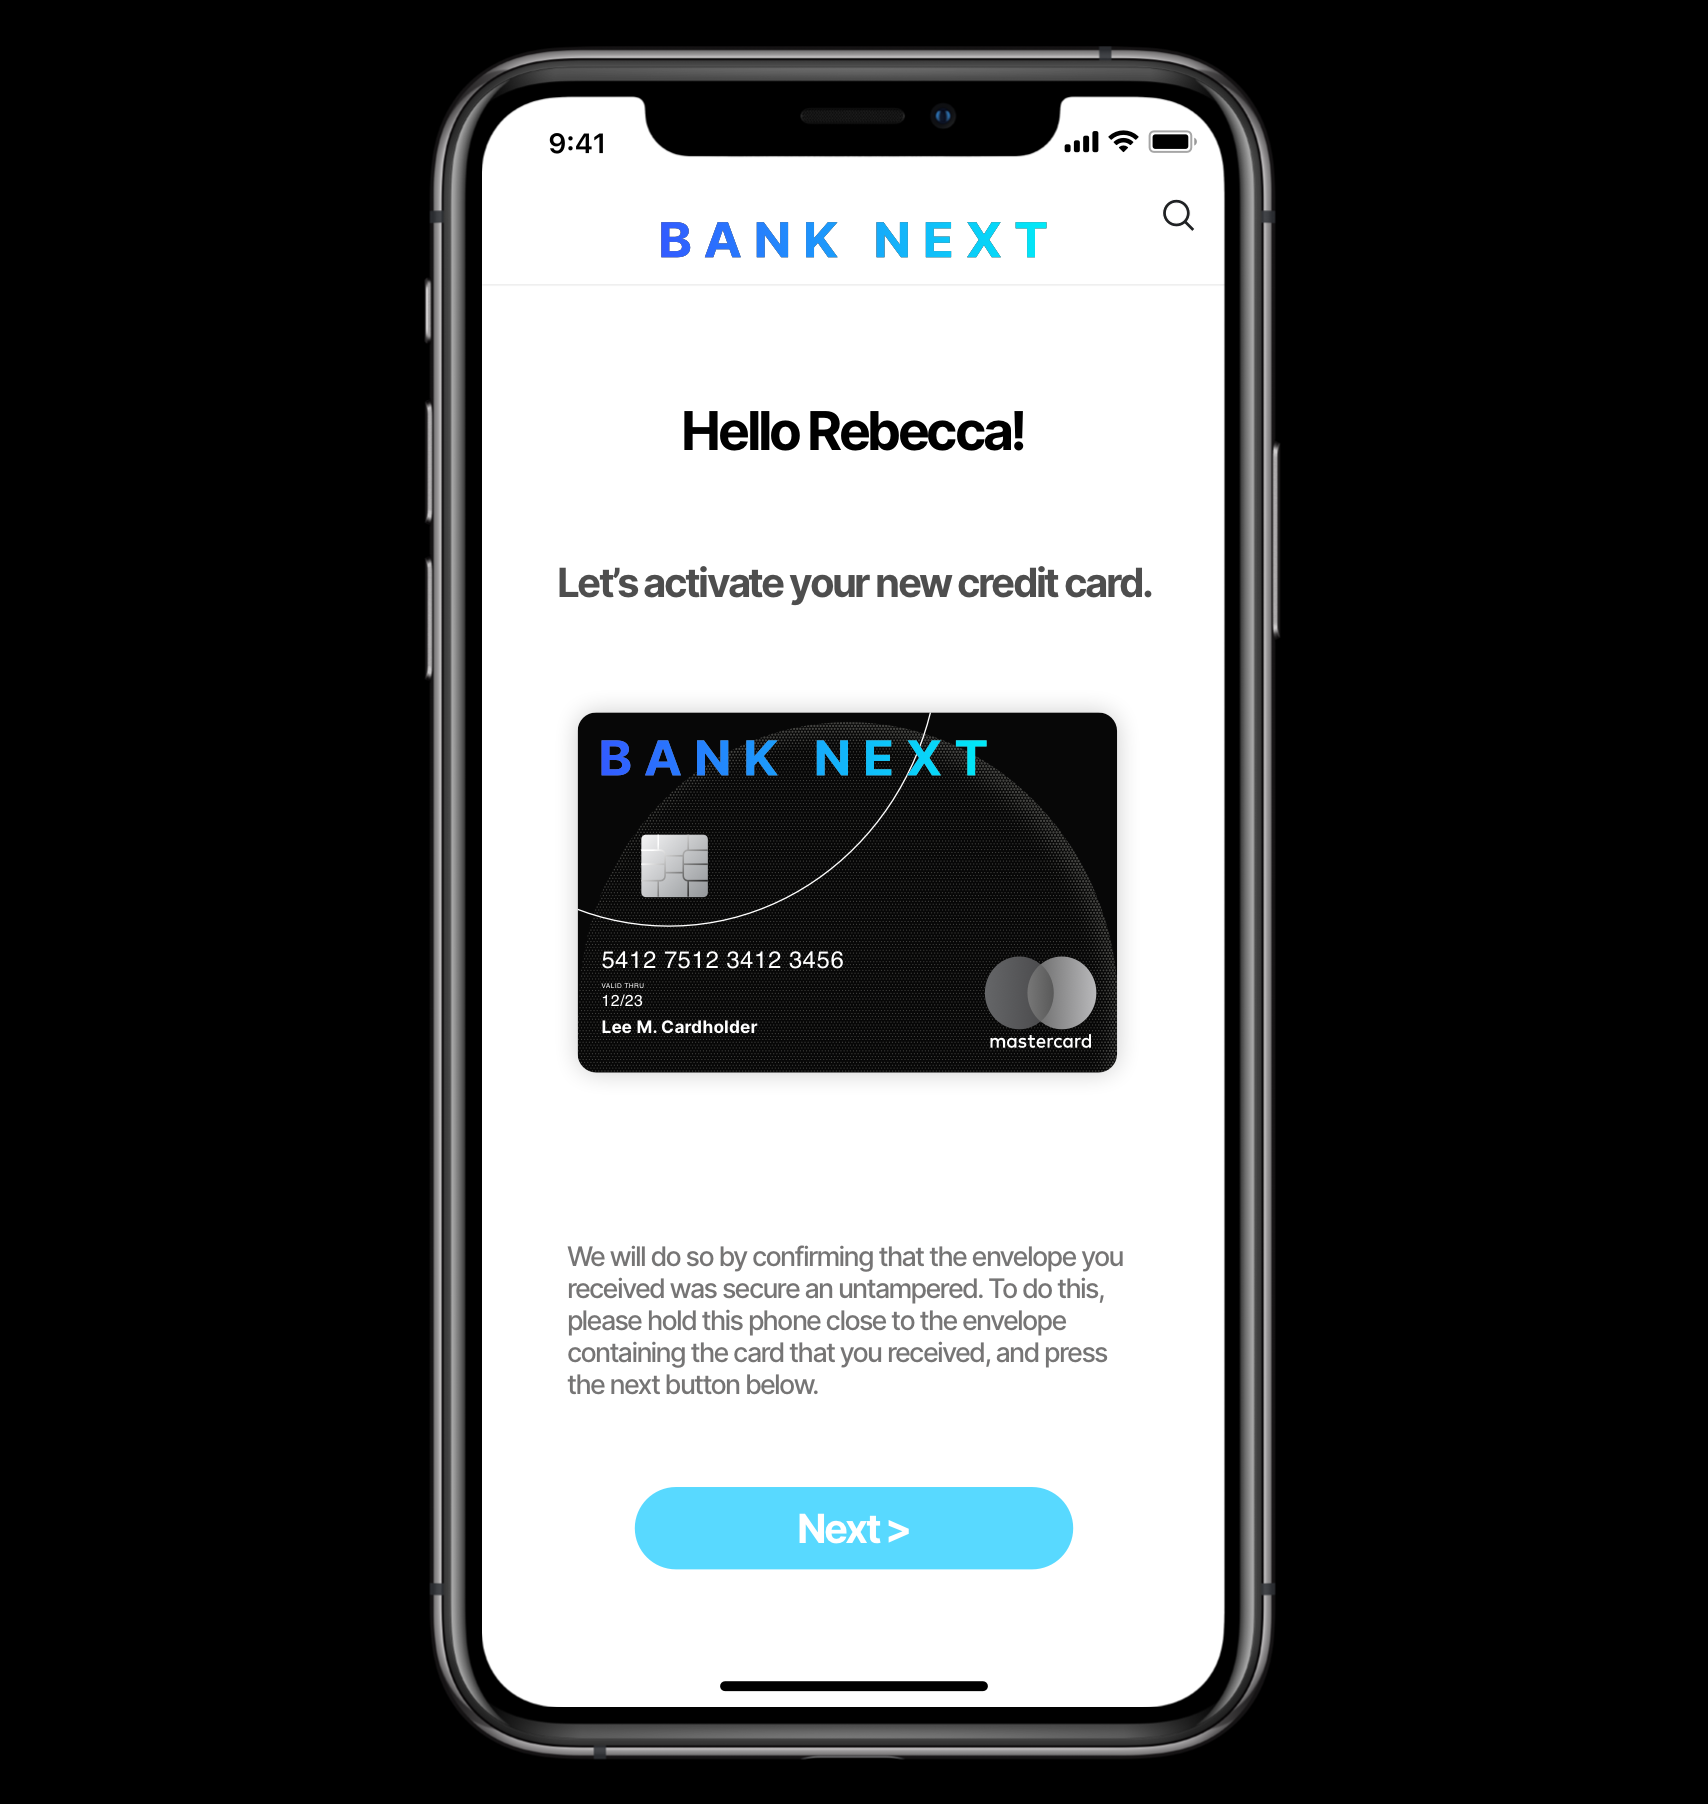 9:41
BANK NEXT
Hello Rebecca!
Let's activate your new credit card.
BANK NEXT
5412 7512 3412 3456
VALID THRU
12/23
Lee M. Cardholder
mastercard
We will do so by confirming that the envelope you
received was secure an untampered. To do this,
please hold this phone close to the envelope
containing the card that you received, and press
the next button below.
Next >